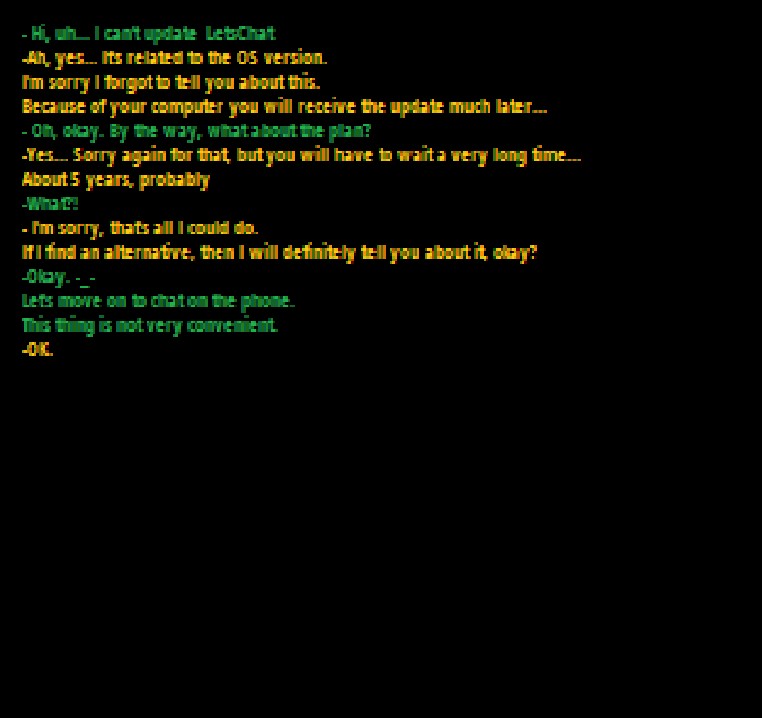 - Hi, uh... I can't update LetsChat
-Ah, yes... It's related to the OS version.
I'm sorry I forgot to tell you about this.
Because of your computer you will receive the update much later...
- Oh, okay. By the way, what about the plan?
-Yes... Sorry again for that, but you will have to wait a very long time...
About 5 years, probably
-What?!
- I'm sorry, that's all I could do.
If I find an alternative, then I will definitely tell you about it, okay?
-Okay. -_-
Lets move on to chat on the phone.
This thing is not very convenient.
-OK.